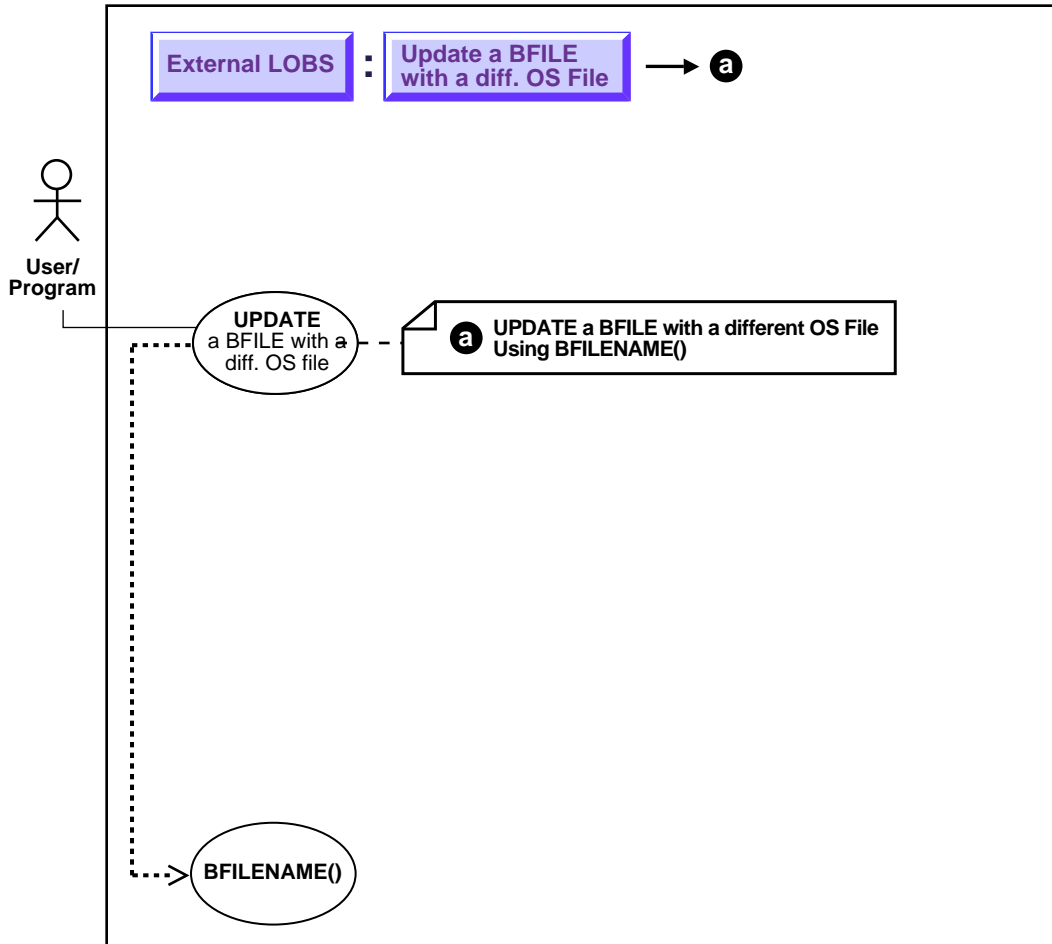 External LOBS : Update a BFILE
with a diff. OS File
a
User/
Program
UPDATE
a BFILE with a
diff. OS file
a UPDATE a BFILE with a different OS File
Using BFILENAME()
BFILENAME()